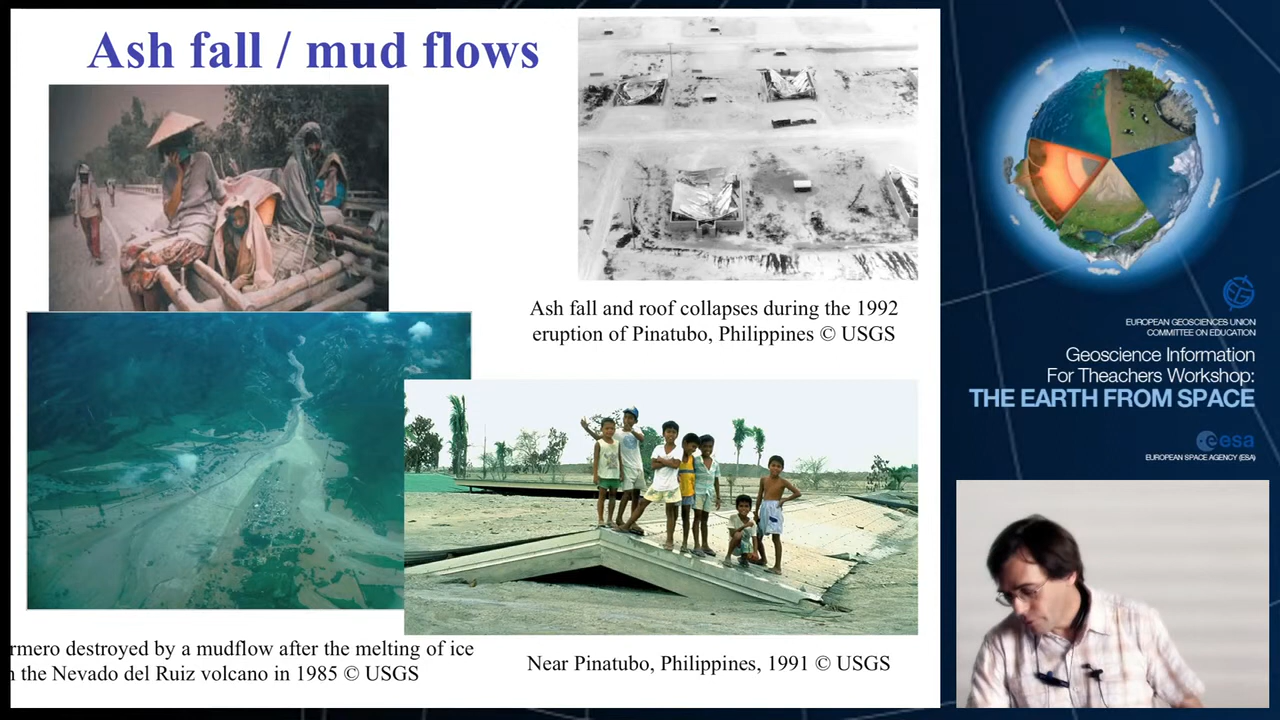 Ash fall / mud flows
Ash fall and roof collapses during the 1992
eruption of Pinatubo, Philippines © USGS
rmero destroyed by a mudflow after the melting of ice
the Nevado del Ruiz volcano in 1985 © USGS
Near Pinatubo, Philippines, 1991 © USGS
EUROPEAN GEOSCIENCES UNION
COMMITTEE ON EDUCATION
Geoscience Information
For Theachers Workshop:
THE EARTH FROM SPACE
esa
EUROPEAN SPACE AGENCY (ESA)